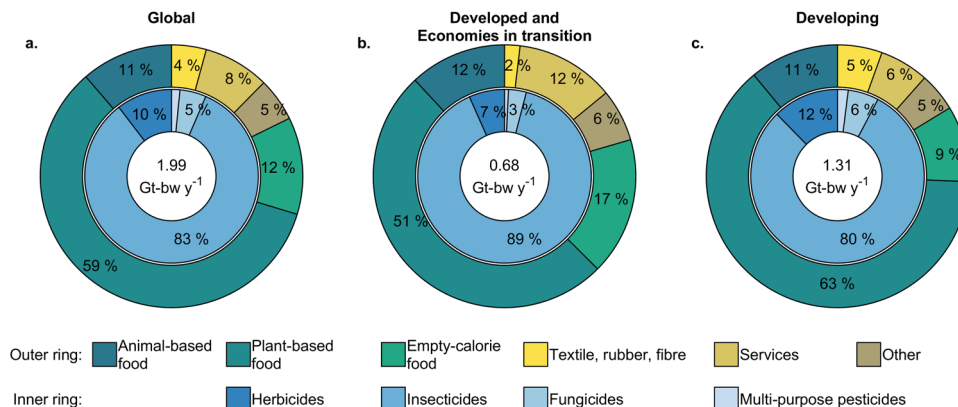 Global
Developed and
Economies in transition
Developing
a.
b.
c.
11 %
4 %
8 %
5 %
12 %
59 %
10 %
5 %
83 %
1.99
Gt-bw y⁻¹
12 %
2 %
12 %
6 %
17 %
51 %
7 %
3 %
89 %
0.68
Gt-bw y⁻¹
11 %
5 %
6 %
5 %
9 %
63 %
12 %
6 %
80 %
1.31
Gt-bw y⁻¹
Outer ring:
Animal-based
food
Plant-based
food
Empty-calorie
food
Textile, rubber, fibre
Services
Other
Inner ring:
Herbicides
Insecticides
Fungicides
Multi-purpose pesticides